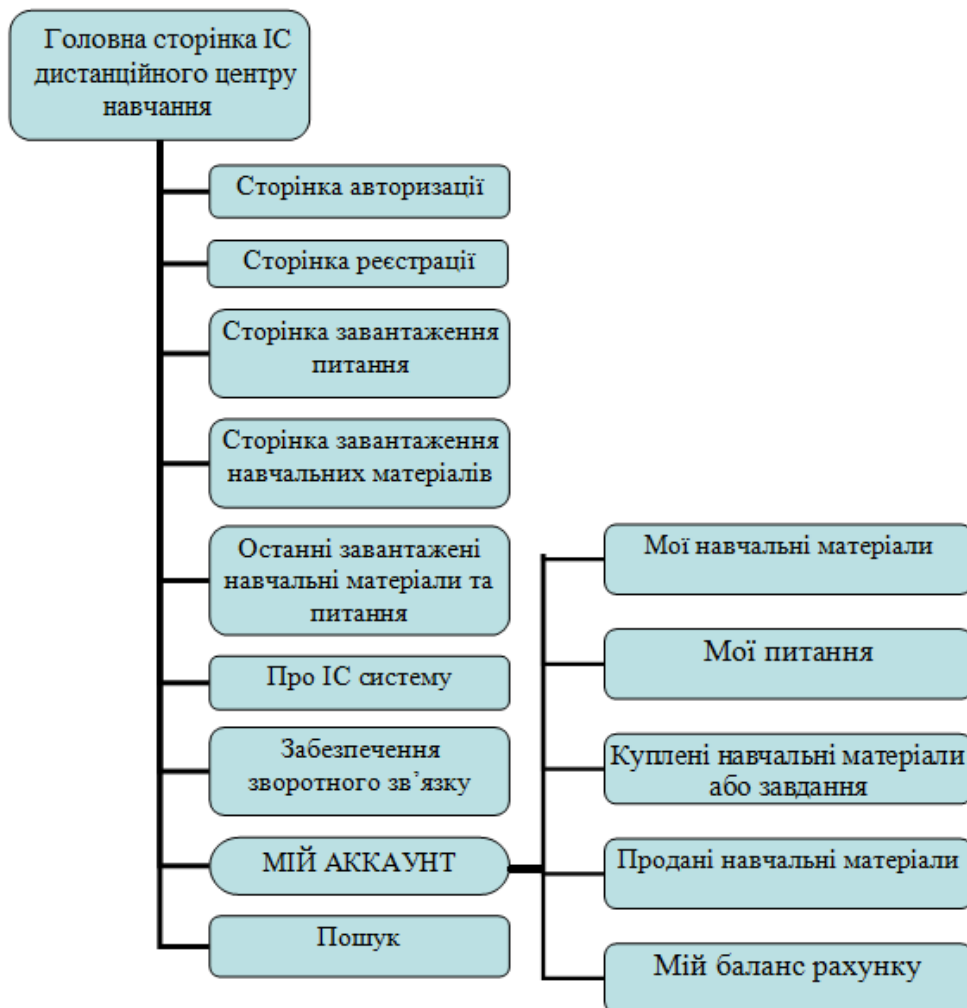 Головна сторінка ІС
дистанційного центру
навчання
Сторінка авторизації
Сторінка реєстрації
Сторінка завантаження
питання
Сторінка завантаження
навчальних матеріалів
Останні завантажені
навчальні матеріали та
питання
Про ІС систему
Забезпечення
зворотного зв’язку
МІЙ АККАУНТ
Пошук
Мої навчальні матеріали
Мої питання
Куплені навчальні матеріали
або завдання
Продані навчальні матеріали
Мій баланс рахунку